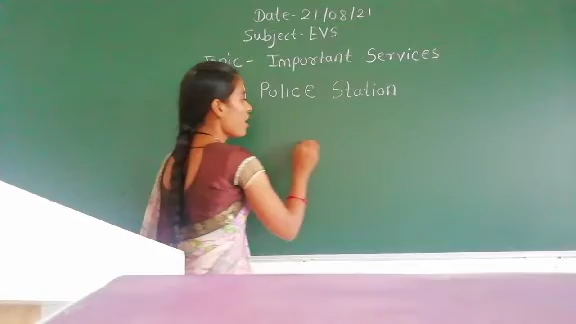 Date- 21/08/21
Subject- EVS
Topic- Important Services
Police Station